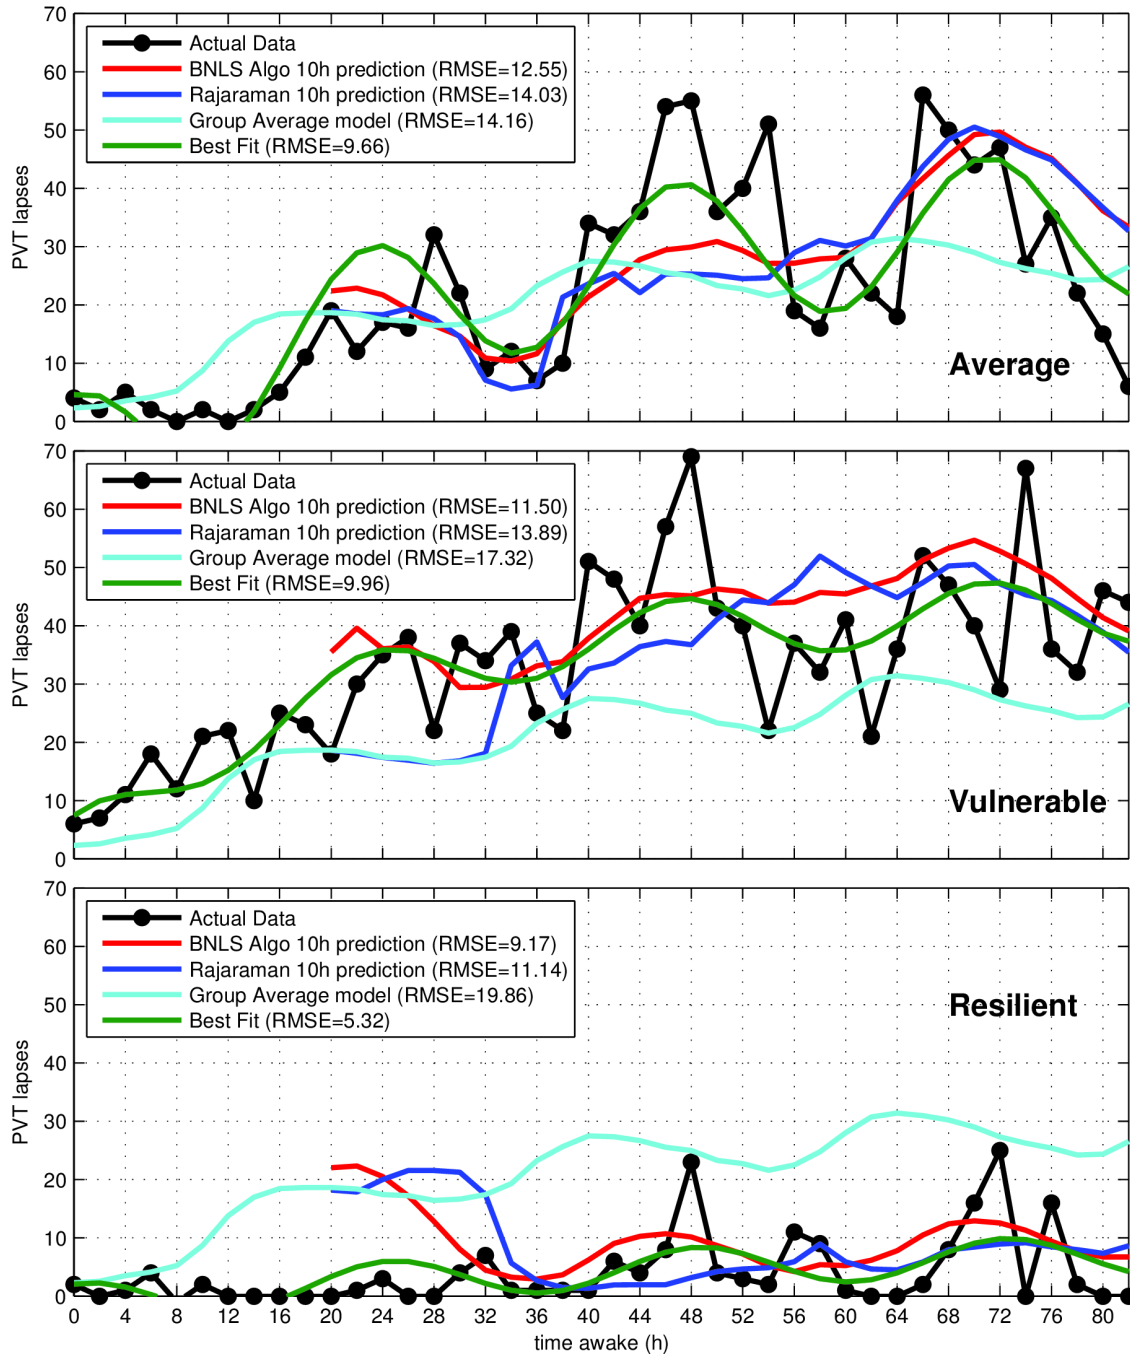 70
60
50
40
30
20
10
0
PVT lapses
Actual Data
BNLS Algo 10h prediction (RMSE=12.55)
Rajaraman 10h prediction (RMSE=14.03)
Group Average model (RMSE=14.16)
Best Fit (RMSE=9.66)
Average
70
60
50
40
30
20
10
0
PVT lapses
Actual Data
BNLS Algo 10h prediction (RMSE=11.50)
Rajaraman 10h prediction (RMSE=13.89)
Group Average model (RMSE=17.32)
Best Fit (RMSE=9.96)
Vulnerable
70
60
50
40
30
20
10
0
PVT lapses
Actual Data
BNLS Algo 10h prediction (RMSE=9.17)
Rajaraman 10h prediction (RMSE=11.14)
Group Average model (RMSE=19.86)
Best Fit (RMSE=5.32)
Resilient
0 4 8 12 16 20 24 28 32 36 40 44 48 52 56 60 64 68 72 76 80
time awake (h)